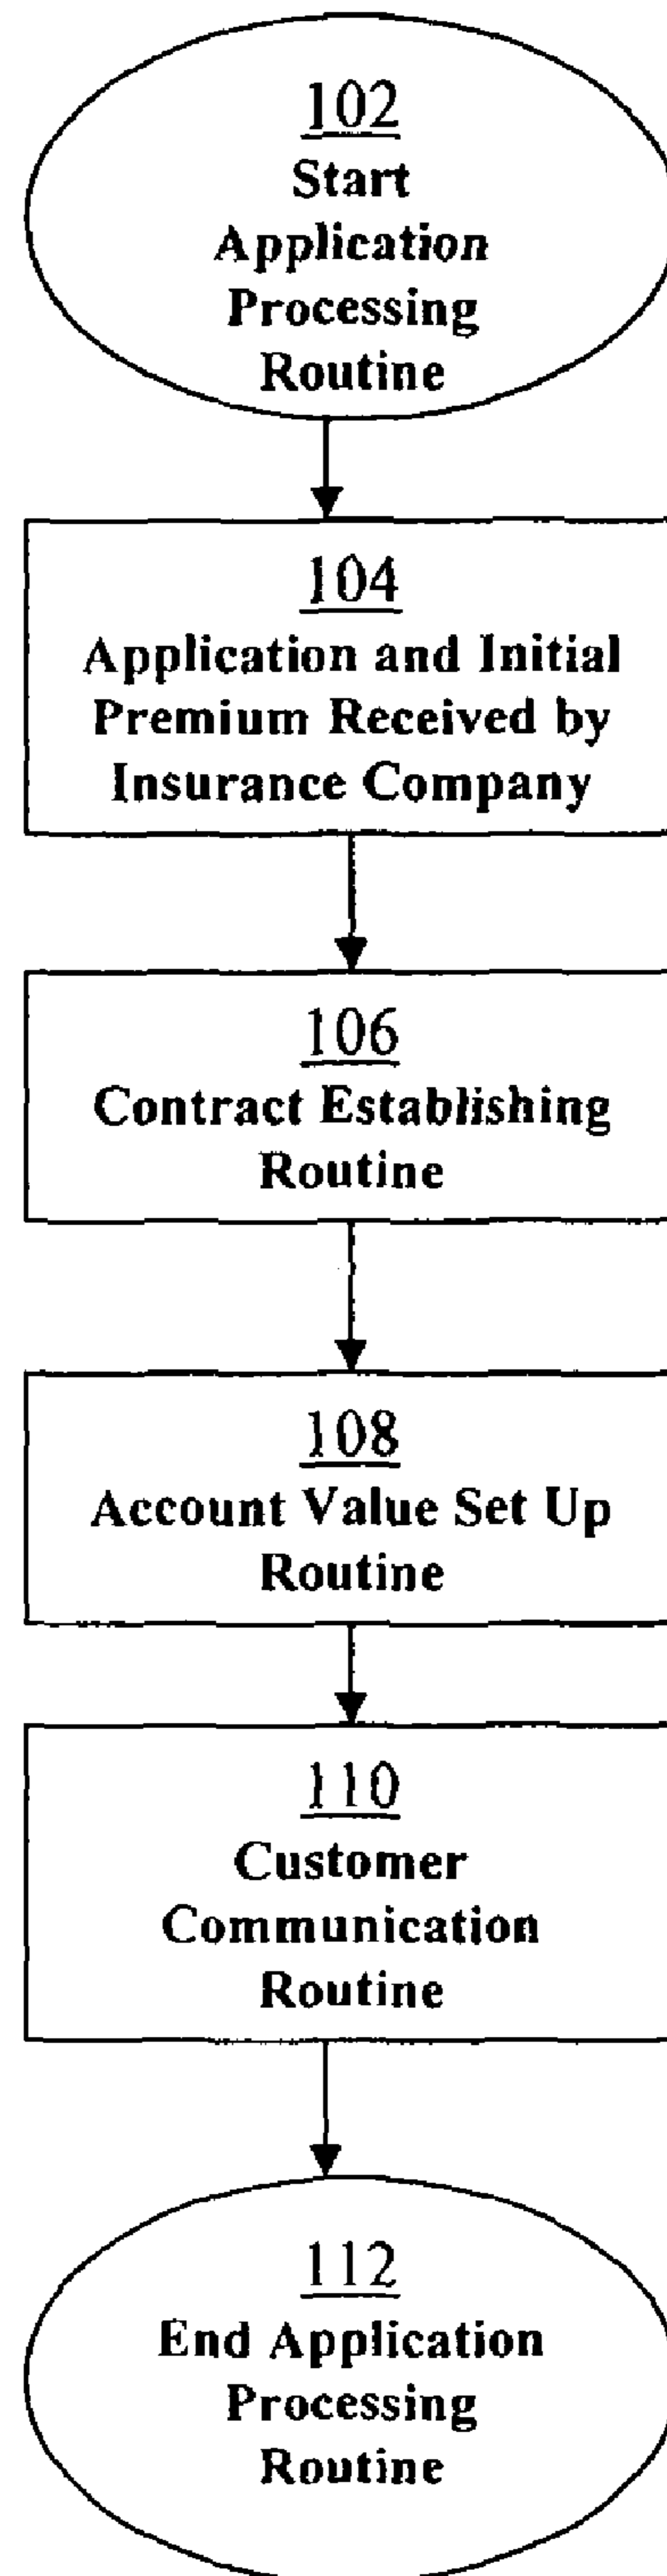 102
Start
Application
Processing
Routine
104
Application and Initial
Premium Received by
Insurance Company
106
Contract Establishing
Routine
108
Account Value Set Up
Routine
110
Customer
Communication
Routine
112
End Application
Processing
Routine